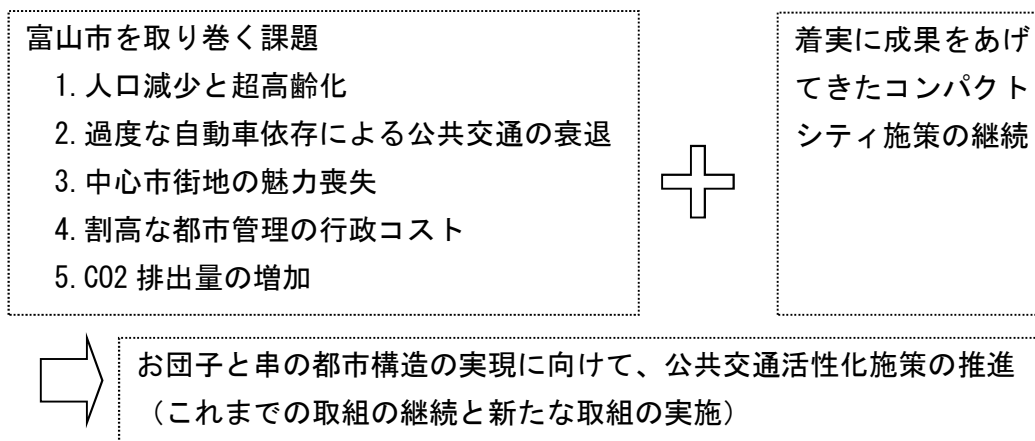 富山市を取り巻く課題
1. 人口減少と超高齢化
2. 過度な自動車依存による公共交通の衰退
3. 中心市街地の魅力喪失
4. 割高な都市管理の行政コスト
5. CO2 排出量の増加
着実に成果をあげ
てきたコンパクト
シティ施策の継続
お団子と串の都市構造の実現に向けて、公共交通活性化施策の推進
（これまでの取組の継続と新たな取組の実施）